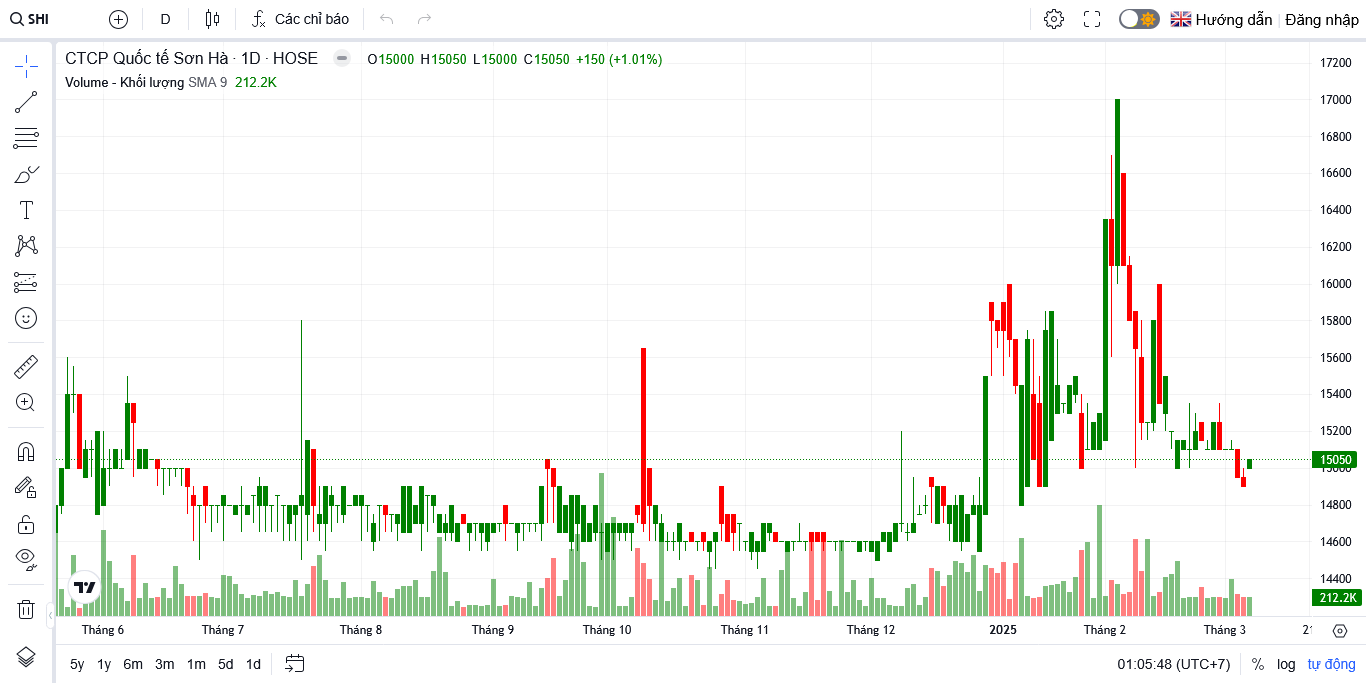 SHI D Các chỉ báo Hướng dẫn Đăng nhập
CTCP Quốc tế Sơn Hà · 1D · HOSE O15000 H15050 L15000 C15050 +150 (+1.01%)
Volume - Khối lượng SMA 9 212.2K
17200
17000
16800
16600
16400
16200
16000
15800
15600
15400
15200
15050
15000
14800
14600
14400
212.2K
Tháng 6 Tháng 7 Tháng 8 Tháng 9 Tháng 10 Tháng 11 Tháng 12 2025 Tháng 2 Tháng 3 21
5y 1y 6m 3m 1m 5d 1d 01:05:48 (UTC+7) % log tự động